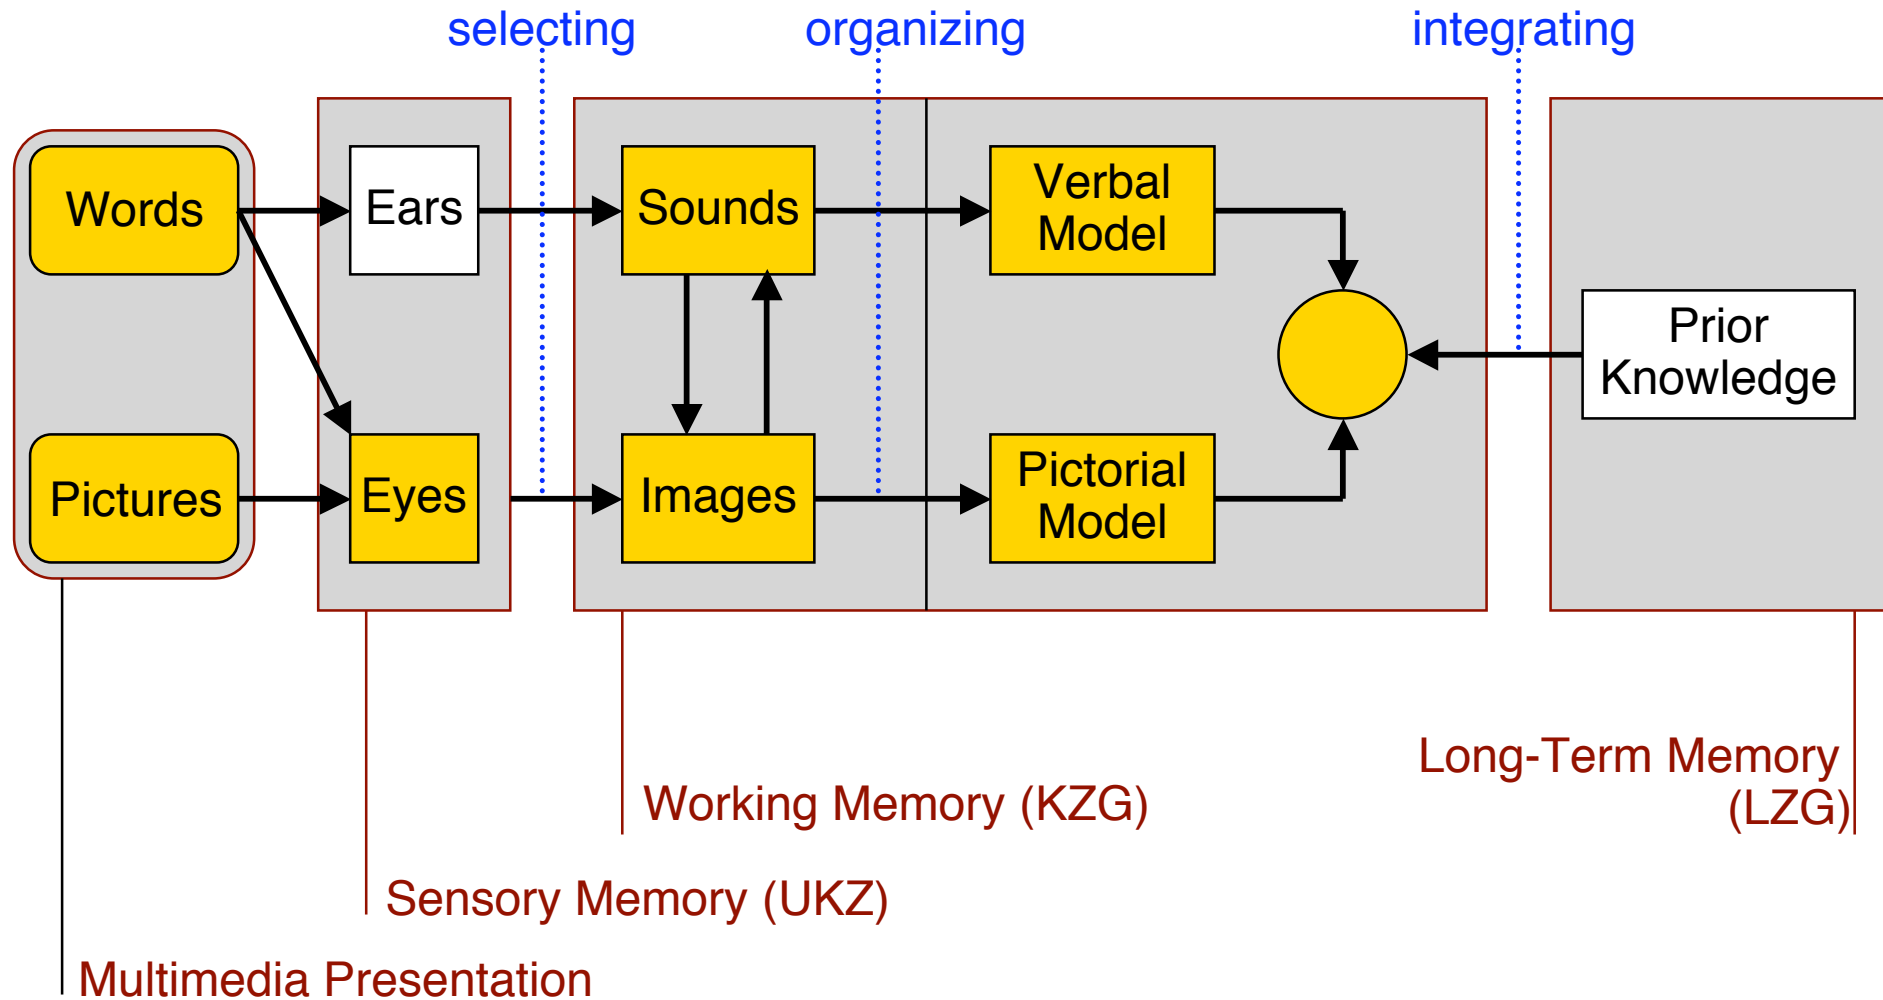 selecting
organizing
integrating
Words
Ears
Sounds
Verbal
Model
Prior
Knowledge
Pictures
Eyes
Images
Pictorial
Model
Long-Term Memory
(LZG)
Working Memory (KZG)
Sensory Memory (UKZ)
Multimedia Presentation